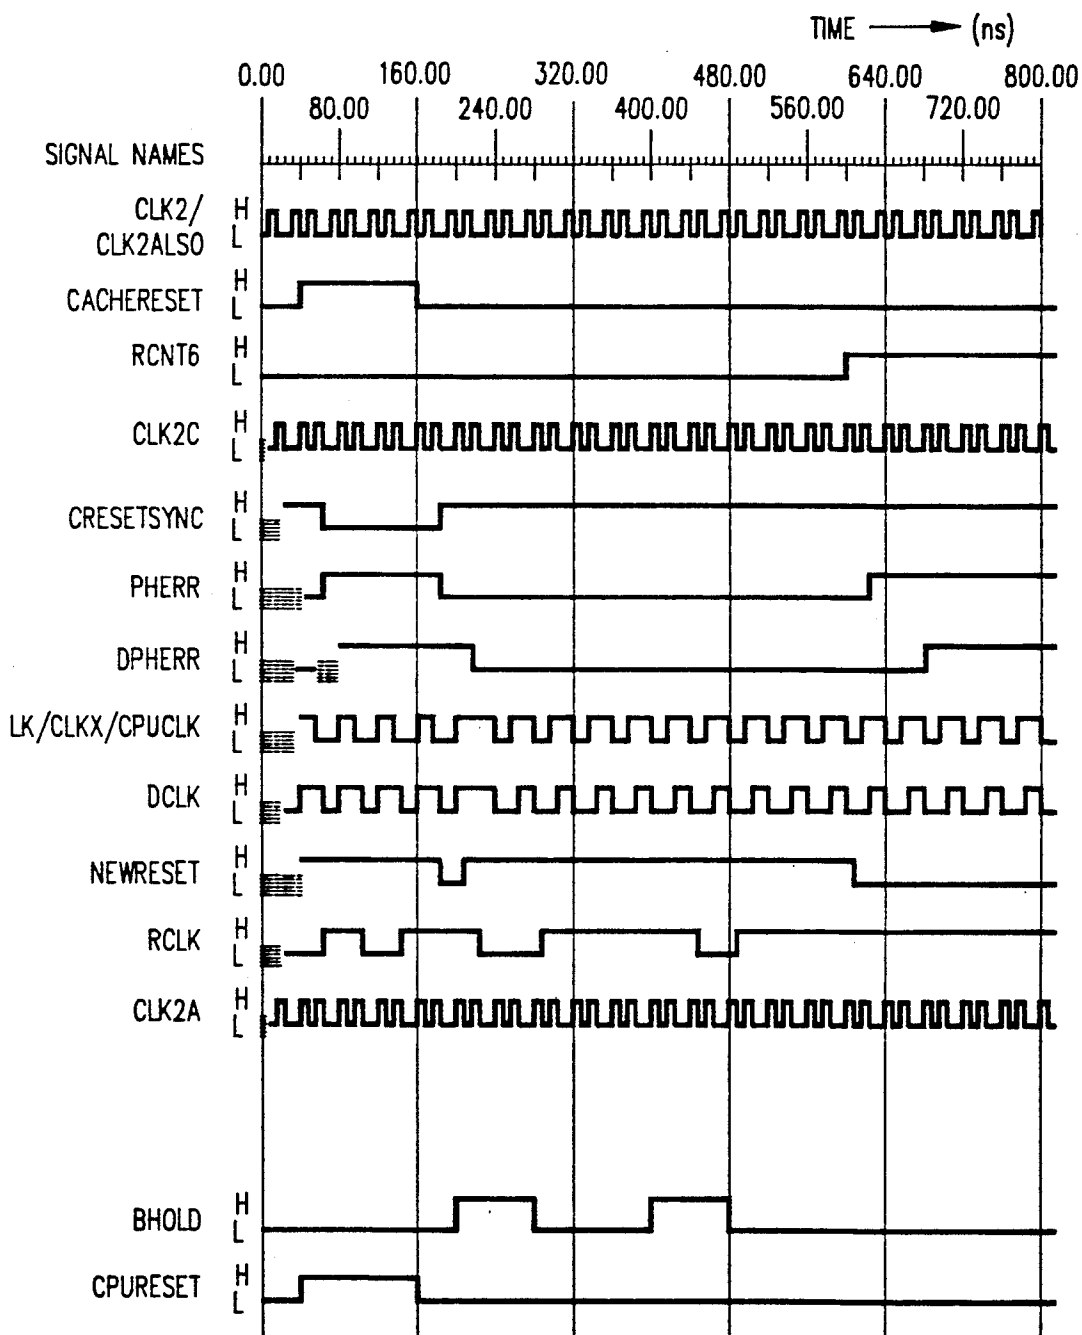 TIME (ns)
0.00 160.00 320.00 480.00 640.00 800.00
80.00 240.00 400.00 560.00 720.00
SIGNAL NAMES
CLK2/ H
CLK2ALSO L
CACHERESET H L
RCNT6 H L
CLK2C H L
CRESETSYNC H L
PHERR H L
DPHERR H L
LK/CLKX/CPUCLK H L
DCLK H L
NEWRESET H L
RCLK H L
CLK2A H L
BHOLD H L
CPURESET H L